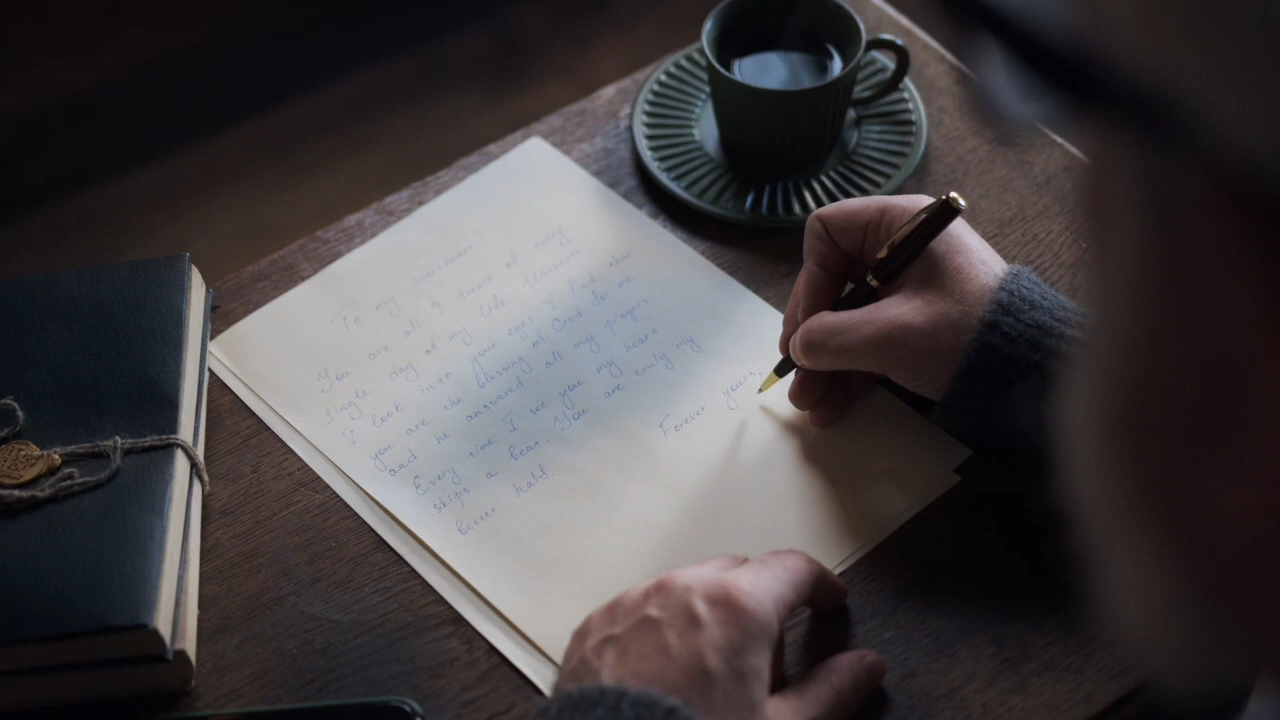 To my sweetheart!
You are all I dream of every
single day of my life. Whenever
I look into your eyes I find that
you are the blessing of God to me
and he answered all my prayers
Every time I see you my heart
skips a beat. You are truly my
better half
Forever yours,